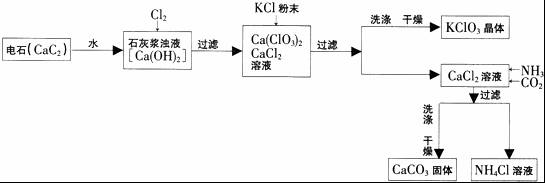 Cl₂
KCl 粉末
电石(CaC₂)
水
石灰浆浊液
[Ca(OH)₂]
过滤
Ca(ClO₃)₂
CaCl₂
溶液
过滤
洗涤 干燥
KClO₃ 晶体
CaCl₂ 溶液
NH₃
CO₂
过滤
洗涤
干燥
CaCO₃ 固体
NH₄Cl 溶液